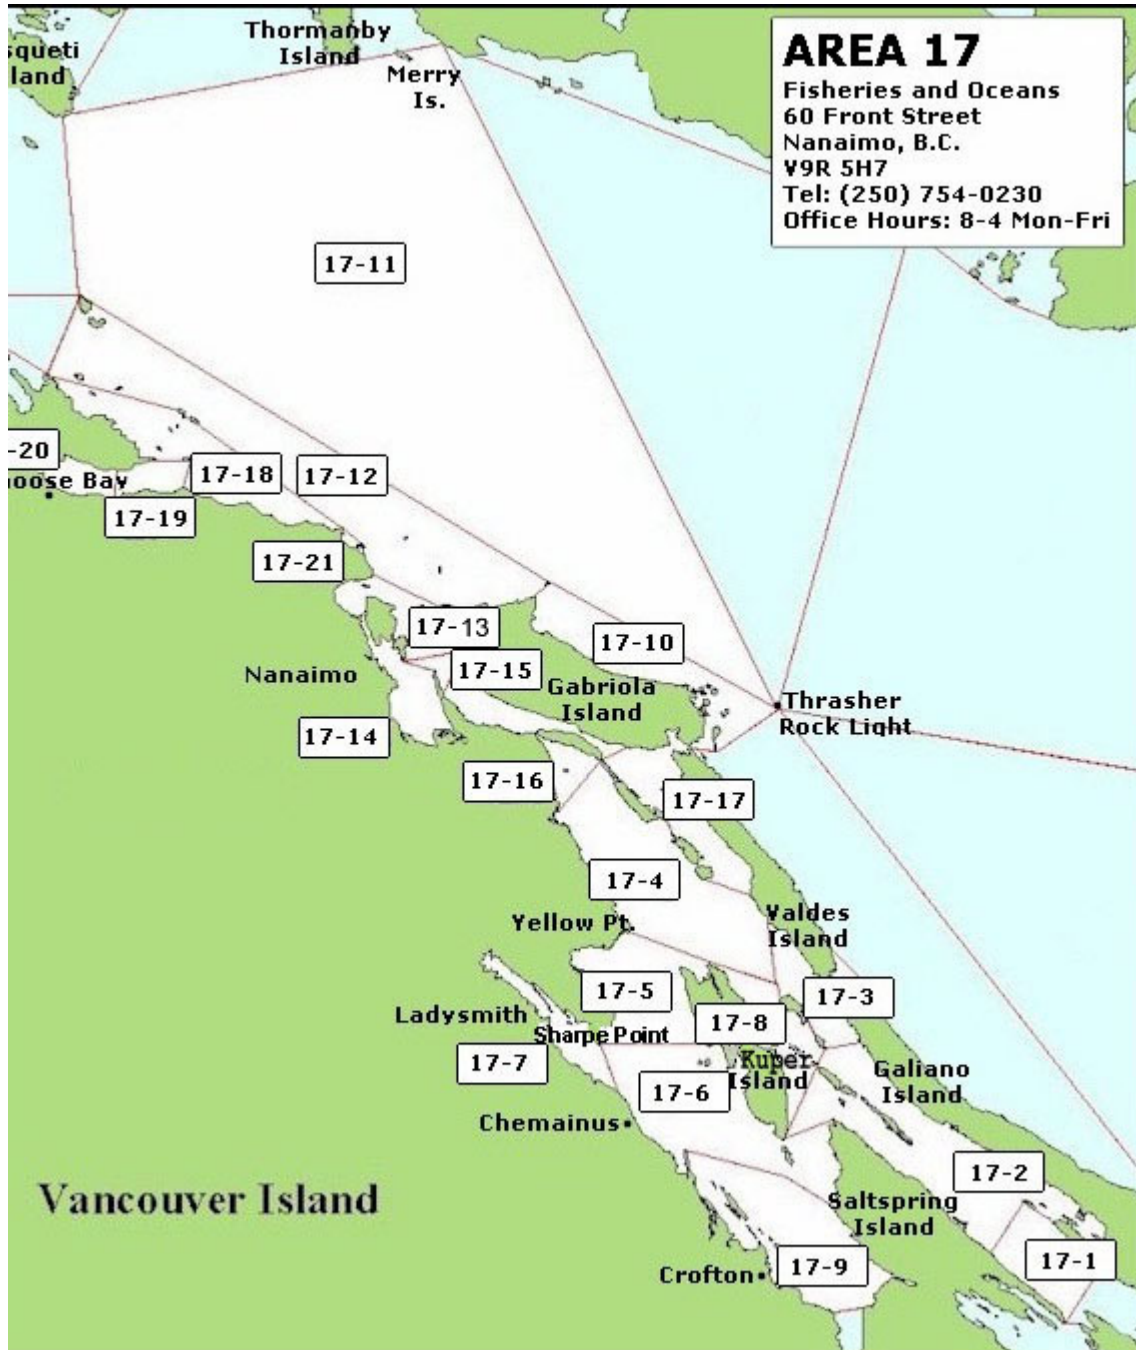 squeti
land
Thormanby
Island
Merry
Is.
AREA 17
Fisheries and Oceans
60 Front Street
Nanaimo, B.C.
V9R 5H7
Tel: (250) 754-0230
Office Hours: 8-4 Mon-Fri
17-11
-20
noose Bay
17-18
17-12
17-19
17-21
17-13
17-10
17-15
Nanaimo
Gabriola
Island
Thrasher
Rock Light
17-14
17-16
17-17
17-4
Yellow Pt.
Valdes
Island
17-5
17-3
Ladysmith
17-8
Sharpe Point
17-7
Kuper
Island
Galiano
Island
17-6
Chemainus
17-2
Vancouver Island
Saltspring
Island
17-9
17-1
Crofton